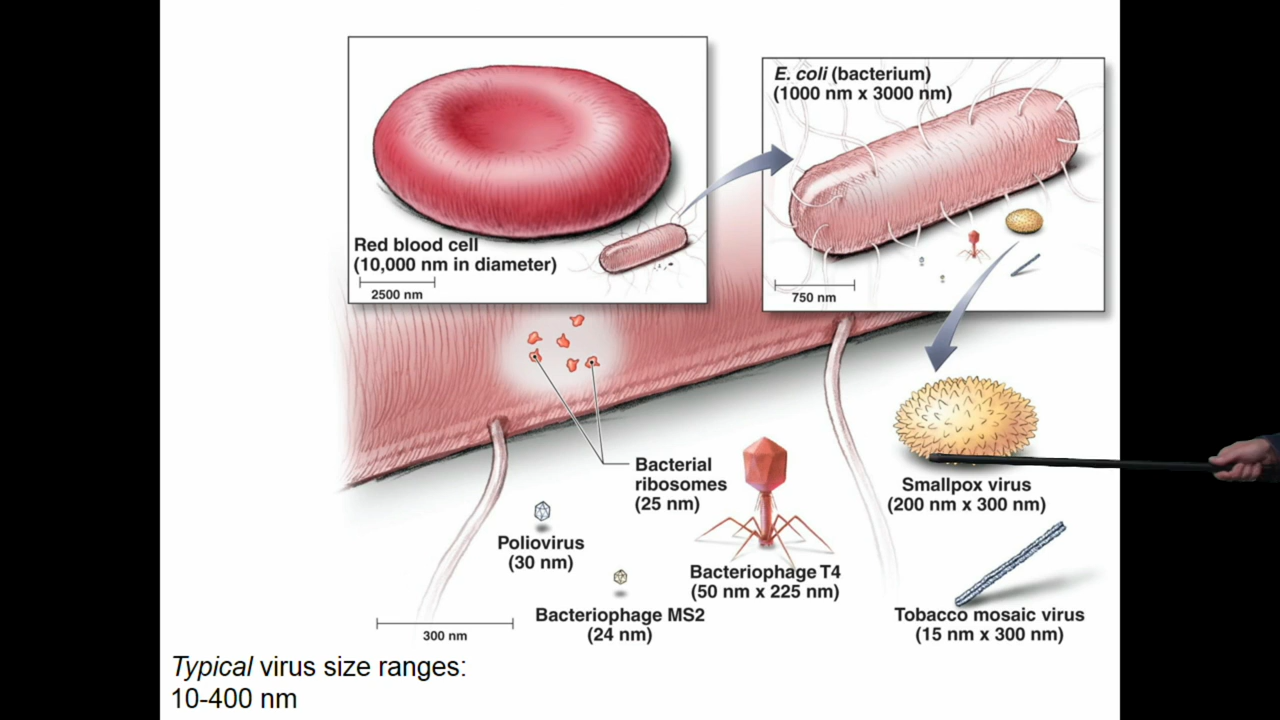 Red blood cell
(10,000 nm in diameter)
2500 nm
E. coli (bacterium)
(1000 nm x 3000 nm)
750 nm
Bacterial
ribosomes
(25 nm)
Smallpox virus
(200 nm x 300 nm)
Poliovirus
(30 nm)
Bacteriophage T4
(50 nm x 225 nm)
Bacteriophage MS2
(24 nm)
Tobacco mosaic virus
(15 nm x 300 nm)
300 nm
Typical virus size ranges:
10-400 nm